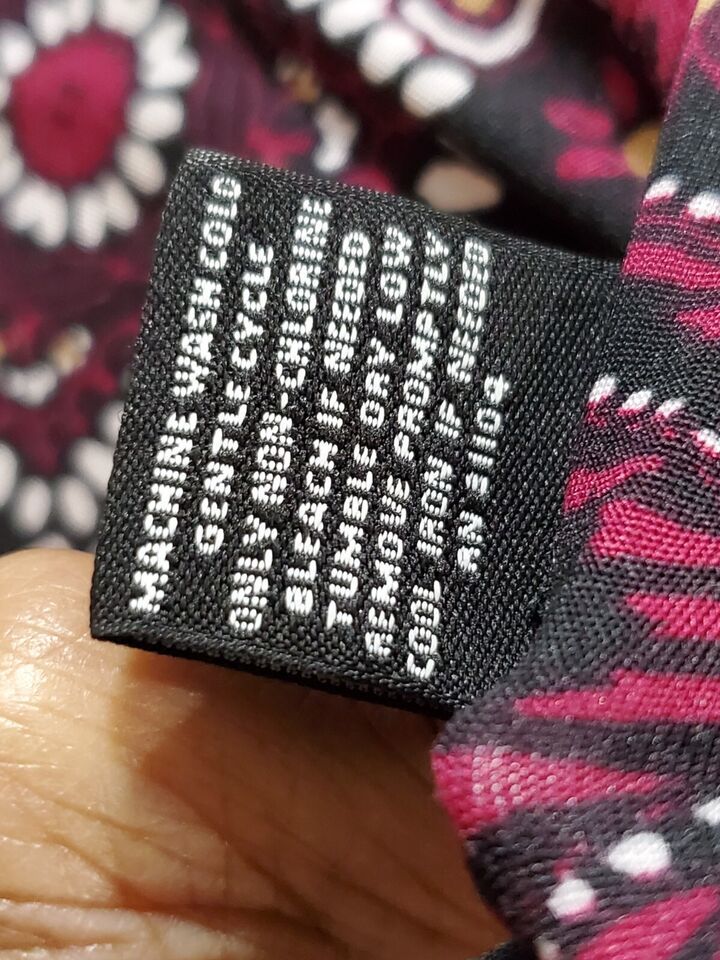 MACHINE WASH COLD
GENTLE CYCLE
ONLY NON-CHLORINE
BLEACH IF NEEDED
TUMBLE DRY LOW
REMOVE PROMPTLY
COOL IRON IF NEEDED
RN